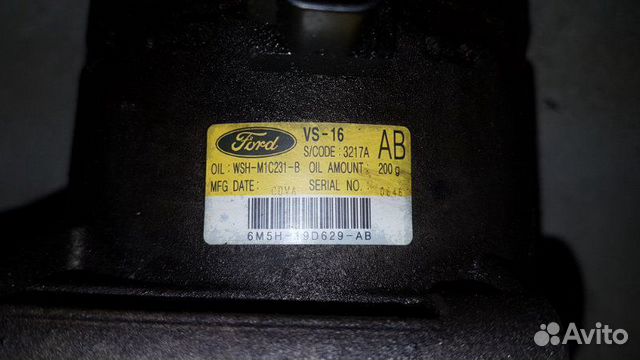 Ford
VS-16
AB
S/CODE : 3217A
OIL : WSH-M1C231-B OIL AMOUNT : 200 g
MFG DATE : SERIAL NO. :
6M5H-19D629-AB
Avito